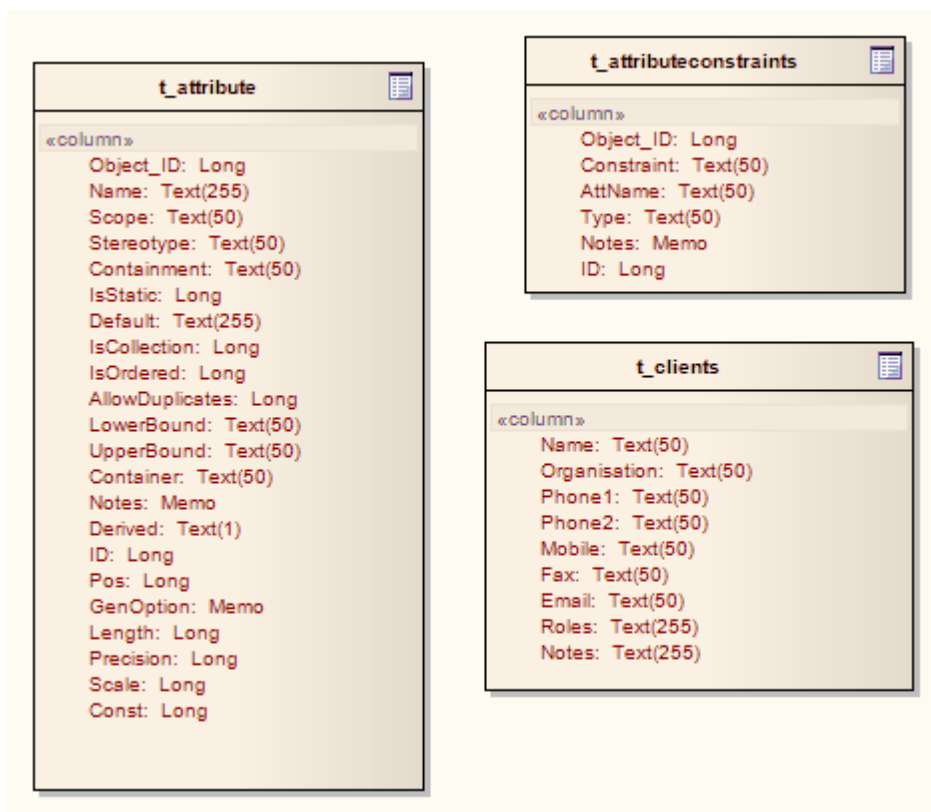 t_attribute
«column»
Object_ID: Long
Name: Text(255)
Scope: Text(50)
Stereotype: Text(50)
Containment: Text(50)
IsStatic: Long
Default: Text(255)
IsCollection: Long
IsOrdered: Long
AllowDuplicates: Long
LowerBound: Text(50)
UpperBound: Text(50)
Container: Text(50)
Notes: Memo
Derived: Text(1)
ID: Long
Pos: Long
GenOption: Memo
Length: Long
Precision: Long
Scale: Long
Const: Long
t_attributeconstraints
«column»
Object_ID: Long
Constraint: Text(50)
AttName: Text(50)
Type: Text(50)
Notes: Memo
ID: Long
t_clients
«column»
Name: Text(50)
Organisation: Text(50)
Phone1: Text(50)
Phone2: Text(50)
Mobile: Text(50)
Fax: Text(50)
Email: Text(50)
Roles: Text(255)
Notes: Text(255)